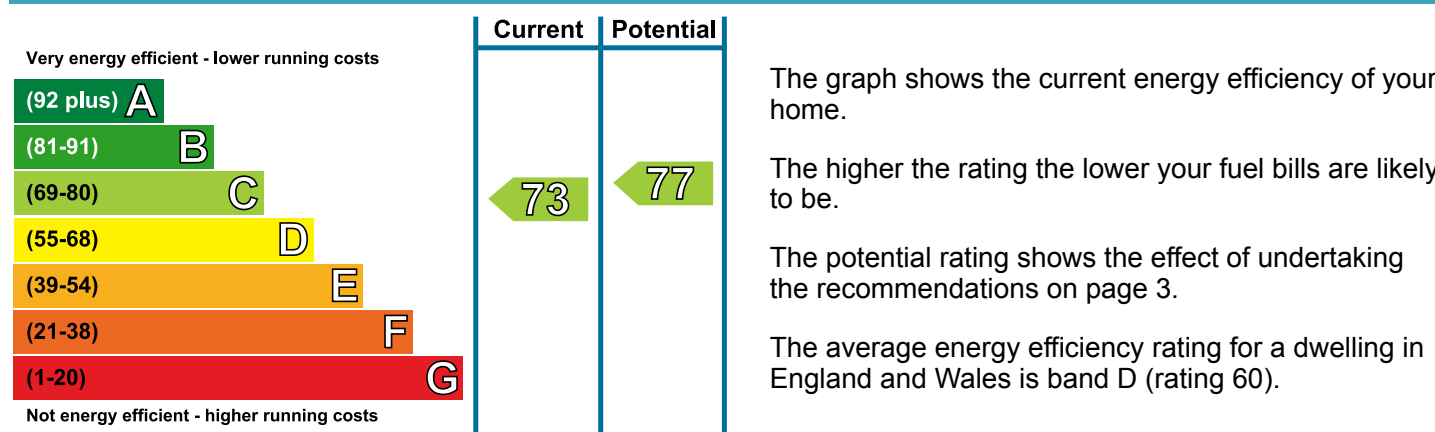 Current Potential
Very energy efficient - lower running costs
(92 plus) A
(81-91) B
(69-80) C
(55-68) D
(39-54) E
(21-38) F
(1-20) G
Not energy efficient - higher running costs
73
77
The graph shows the current energy efficiency of your
home.
The higher the rating the lower your fuel bills are likely
to be.
The potential rating shows the effect of undertaking
the recommendations on page 3.
The average energy efficiency rating for a dwelling in
England and Wales is band D (rating 60).